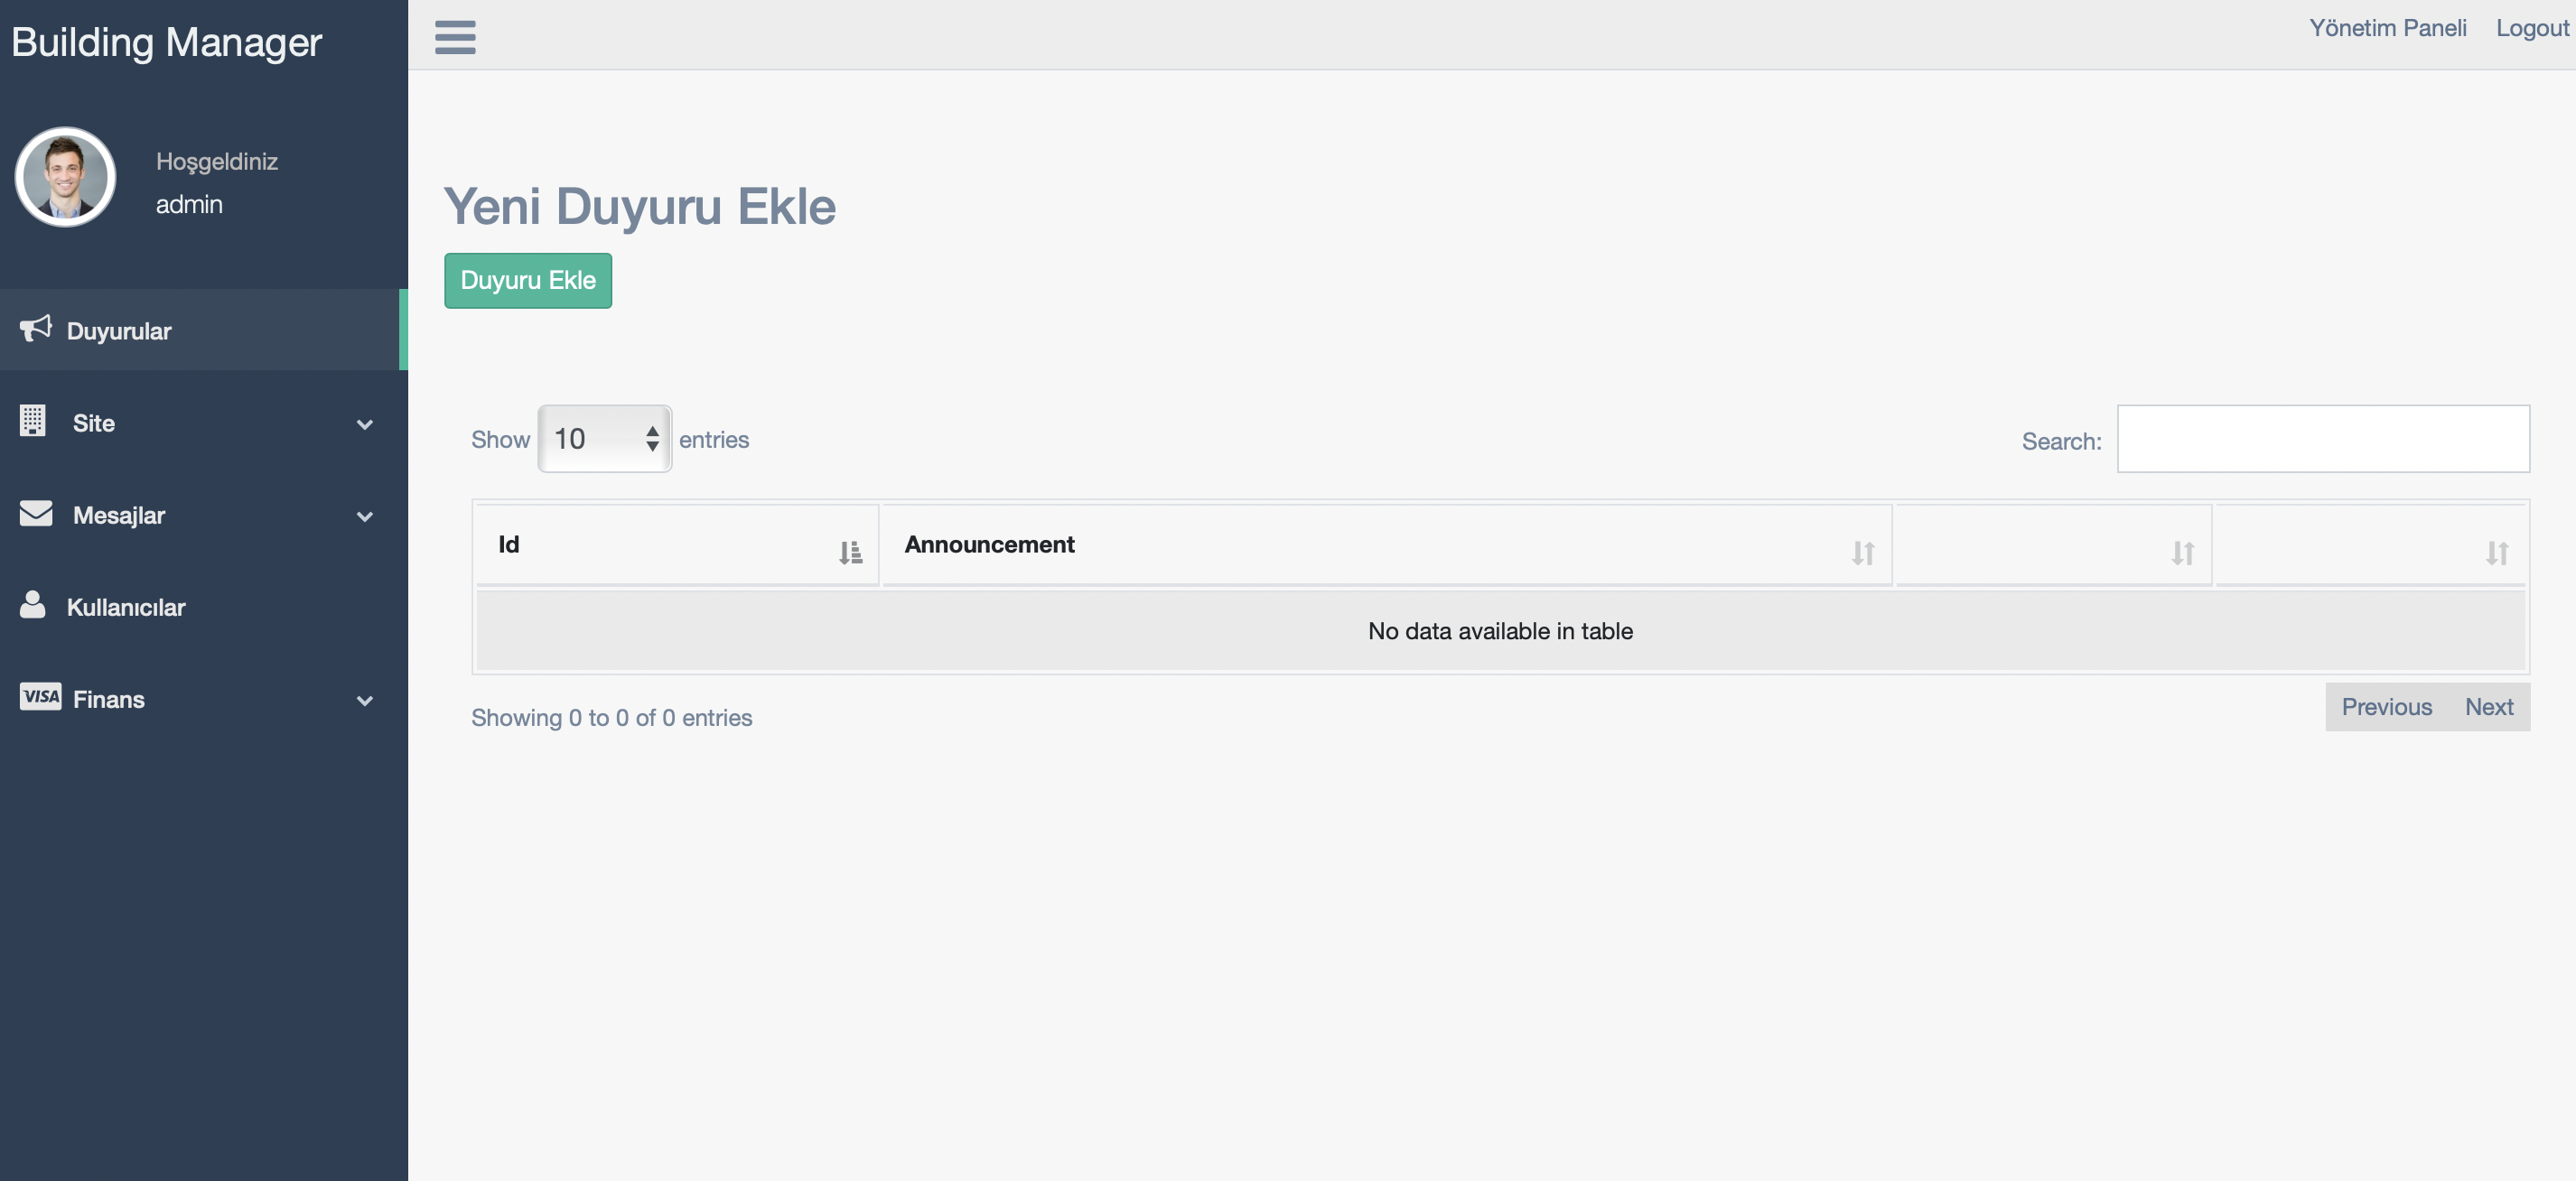 Building Manager
Yönetim Paneli Logout
Hoşgeldiniz
admin
Duyurular
Site
Mesajlar
Kullanıcılar
VISA Finans
Yeni Duyuru Ekle
Duyuru Ekle
Show 10 entries
Search:
Id Announcement
No data available in table
Showing 0 to 0 of 0 entries
Previous Next